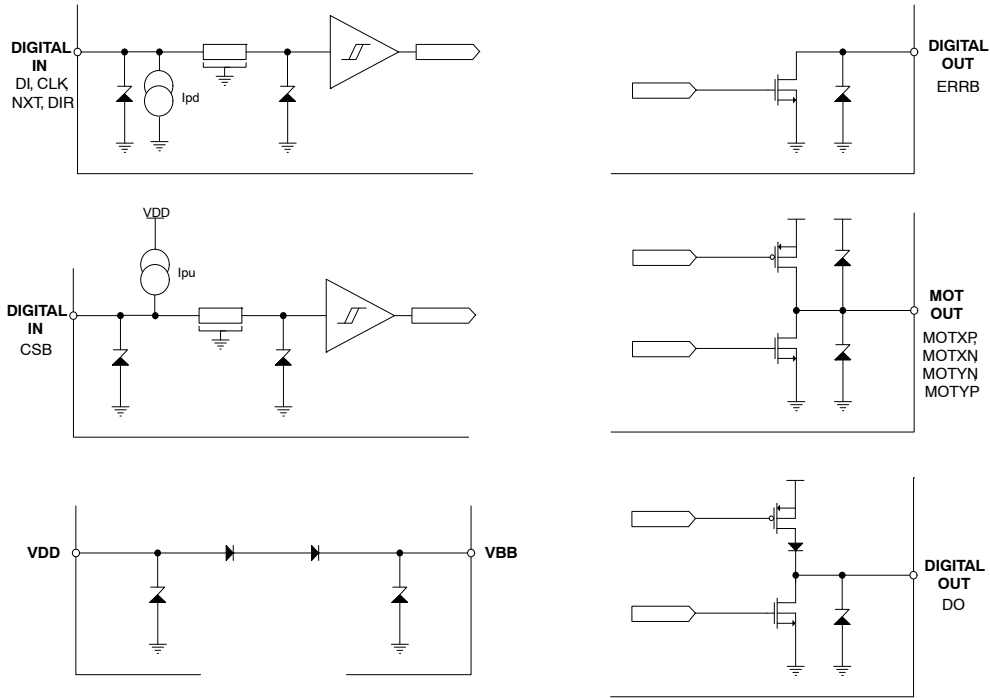 DIGITAL
IN
DI, CLK,
NXT, DIR
Ipd
DIGITAL
OUT
ERRB
VDD
Ipu
DIGITAL
IN
CSB
MOT
OUT
MOTXP,
MOTXN,
MOTYN,
MOTYP
VDD
VBB
DIGITAL
OUT
DO